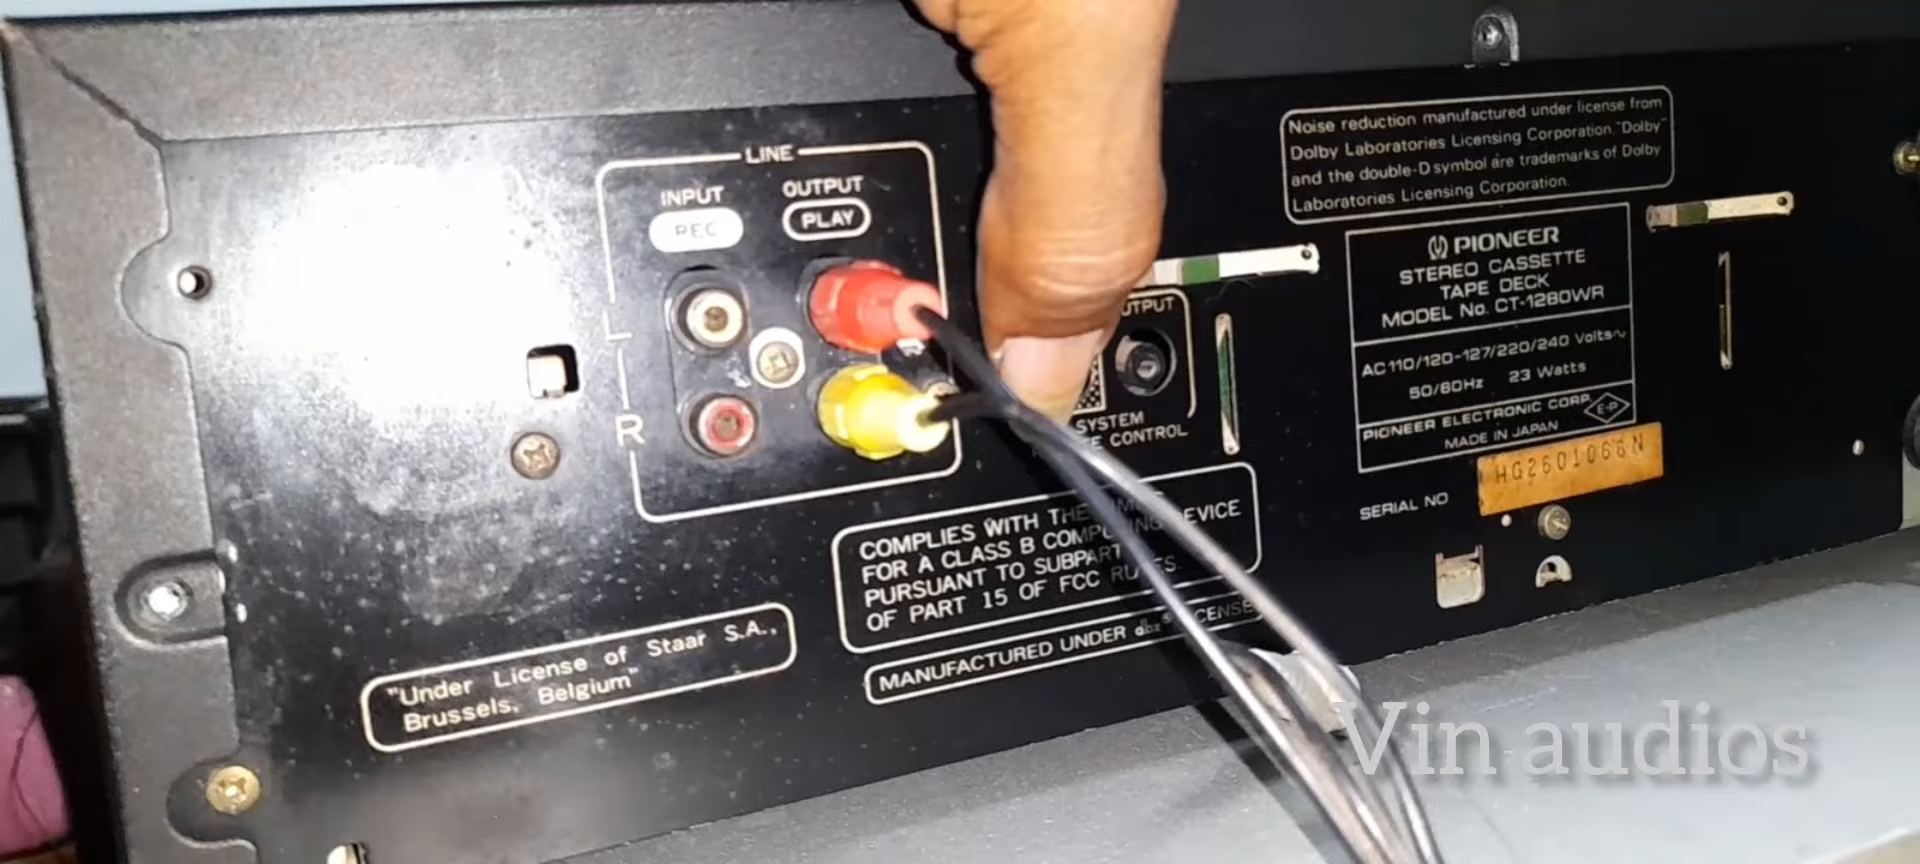 LINE
INPUT
REC
OUTPUT
PLAY
L
R
SYSTEM
CONTROL
Noise reduction manufactured under license from
Dolby Laboratories Licensing Corporation. "Dolby"
and the double-D symbol are trademarks of Dolby
Laboratories Licensing Corporation.
PIONEER
STEREO CASSETTE
TAPE DECK
MODEL No. CT-1280WR
AC 110/120-127/220/240 Volts~
50/60Hz 23 Watts
PIONEER ELECTRONIC CORP.
E-P
MADE IN JAPAN
SERIAL NO
HG2601066N
COMPLIES WITH THE
FOR A CLASS B
PURSUANT TO SUBPART
OF PART 15 OF FCC
MANUFACTURED UNDER dbx®
"Under License of Staar S.A.,
Brussels, Belgium"
Vin audios